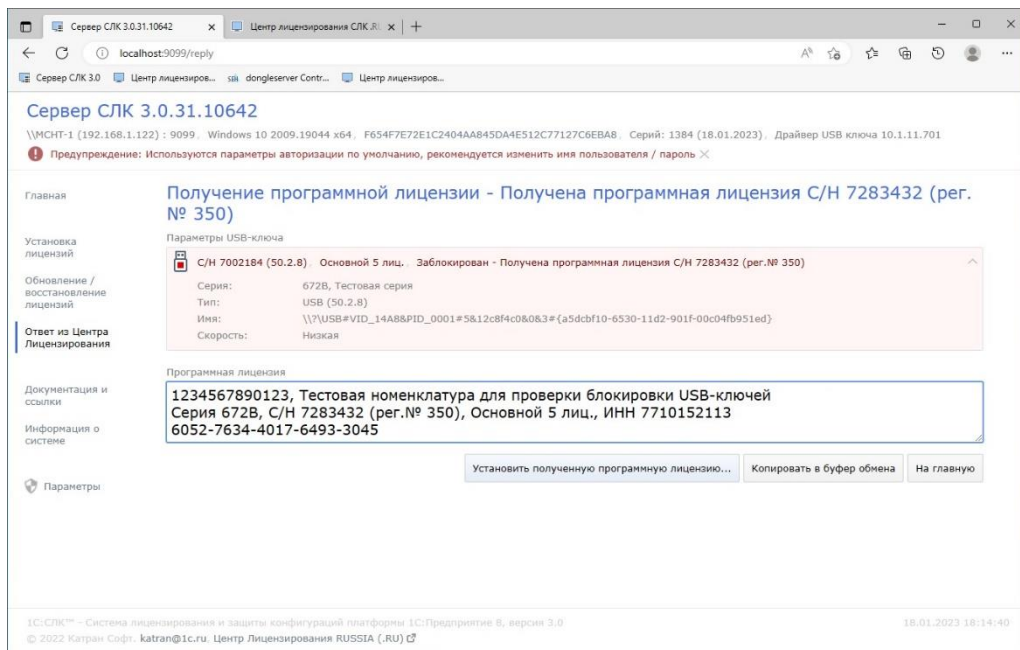 Сервер СЛК 3.0.31.10642
Центр лицензирования СЛК .RU
localhost:9099/reply
Сервер СЛК 3.0
Центр лицензиров...
dongleserver Contr...
Центр лицензиров...
Сервер СЛК 3.0.31.10642
\\MCHT-1 (192.168.1.122) : 9099, Windows 10 2009.19044 x64, F654F7E72E1C2404AA845DA4E512C77127C6EBA8, Серий: 1384 (18.01.2023), Драйвер USB ключа 10.1.11.701
Предупреждение: Используются параметры авторизации по умолчанию, рекомендуется изменить имя пользователя / пароль
Главная
Установка
лицензий
Обновление /
восстановление
лицензий
Ответ из Центра
Лицензирования
Документация и
ссылки
Информация о
системе
Параметры
Получение программной лицензии - Получена программная лицензия С/Н 7283432 (рег.
№ 350)
Параметры USB-ключа
С/Н 7002184 (50.2.8), Основной 5 лиц., Заблокирован - Получена программная лицензия С/Н 7283432 (рег.№ 350)
Серия: 672B, Тестовая серия
Тип: USB (50.2.8)
Имя: \\?\USB#VID_14A8&PID_0001#5&12c8f4c0&0&3#{a5dcbf10-6530-11d2-901f-00c04fb951ed}
Скорость: Низкая
Программная лицензия
1234567890123, Тестовая номенклатура для проверки блокировки USB-ключей
Серия 672B, С/Н 7283432 (рег.№ 350), Основной 5 лиц., ИНН 7710152113
6052-7634-4017-6493-3045
Установить полученную программную лицензию...
Копировать в буфер обмена
На главную
1С:СЛК™ - Система лицензирования и защиты конфигураций платформы 1С:Предприятие 8, версия 3.0
18.01.2023 18:14:40
© 2022 Катран Софт, katran@1c.ru, Центр Лицензирования RUSSIA (.RU)